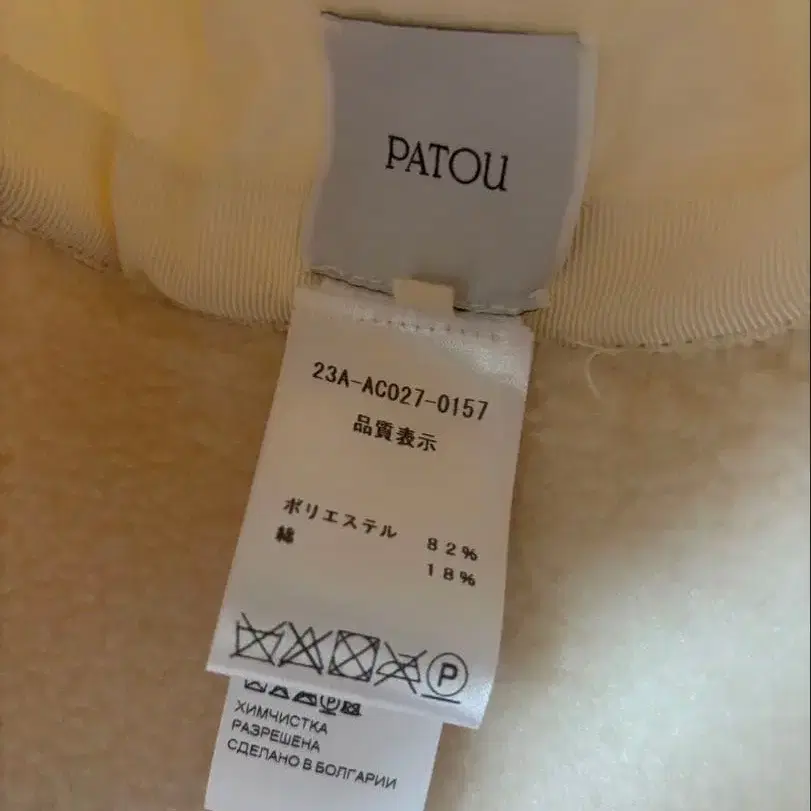 PATOU
23A-AC027-0157
品質表示
ポリエステル 82%
綿 18%
P
ХИМЧИСТКА
РАЗРЕШЕНА
СДЕЛАНО В БОЛГАРИИ